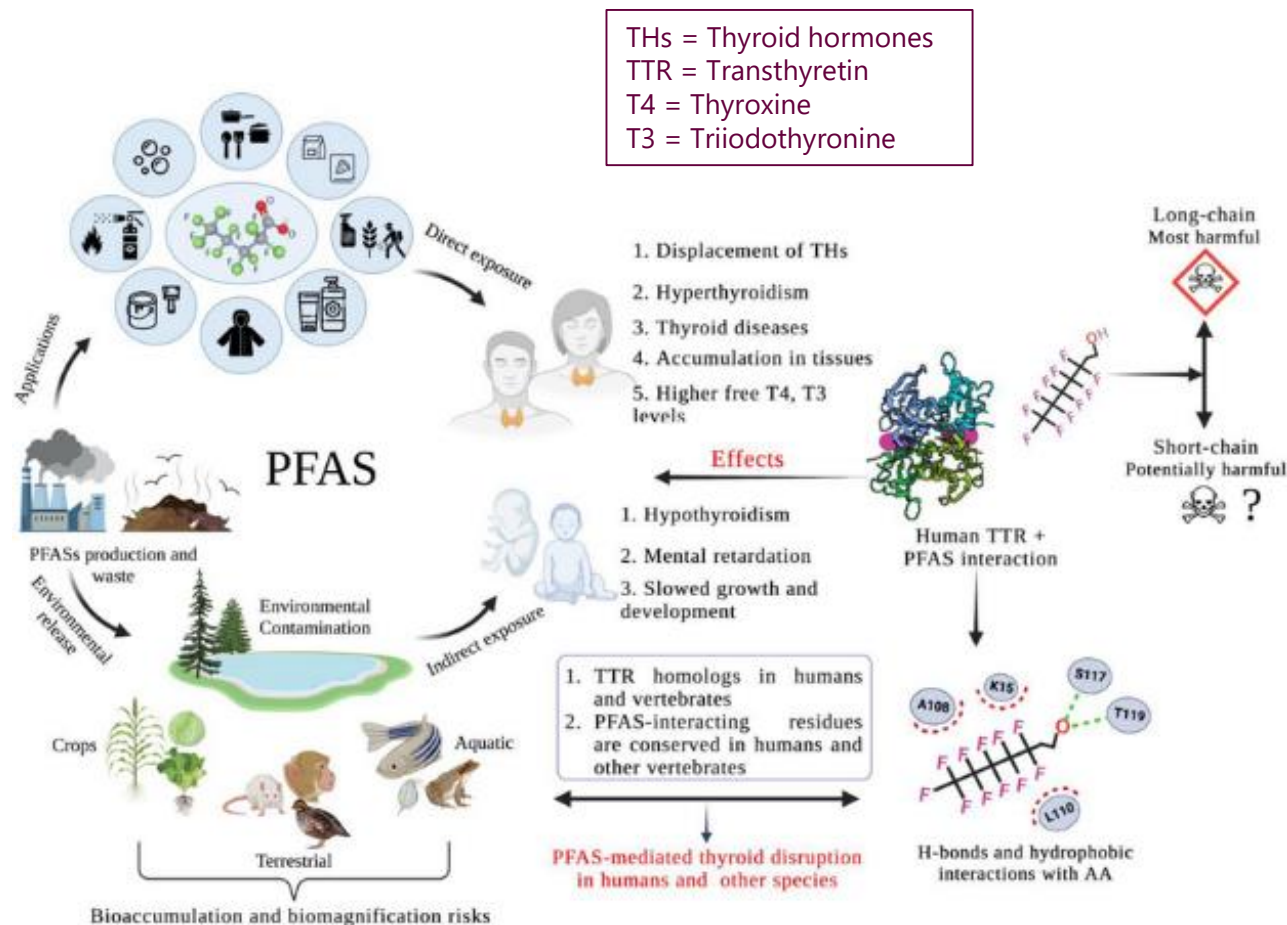 THs = Thyroid hormones
TTR = Transthyretin
T4 = Thyroxine
T3 = Triiodothyronine
Applications
Direct exposure
PFAS
PFASs production and
waste
Environmental
release
Environmental
Contamination
Indirect exposure
Crops
Aquatic
Terrestrial
Bioaccumulation and biomagnification risks
1. Displacement of THs
2. Hyperthyroidism
3. Thyroid diseases
4. Accumulation in tissues
5. Higher free T4, T3
levels
Effects
1. Hypothyroidism
2. Mental retardation
3. Slowed growth and
development
1. TTR homologs in humans
and vertebrates
2. PFAS-interacting residues
are conserved in humans and
other vertebrates
PFAS-mediated thyroid disruption
in humans and other species
Long-chain
Most harmful
OH
F F F F F F
F F F F F F
Short-chain
Potentially harmful
?
Human TTR +
PFAS interaction
A108
K15
S117
T119
L110
O
F F F F F F
F F F F F F
H-bonds and hydrophobic
interactions with AA